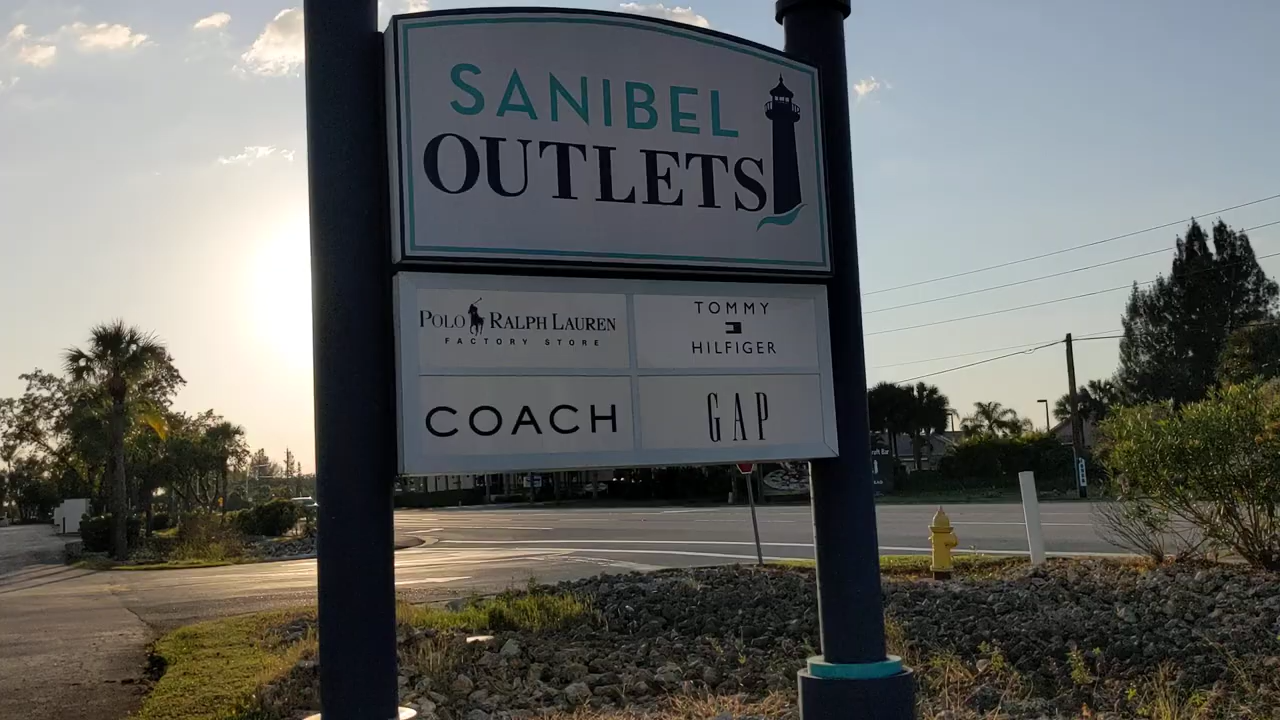 SANIBEL
OUTLETS
POLO RALPH LAUREN
FACTORY STORE
TOMMY
HILFIGER
COACH
GAP